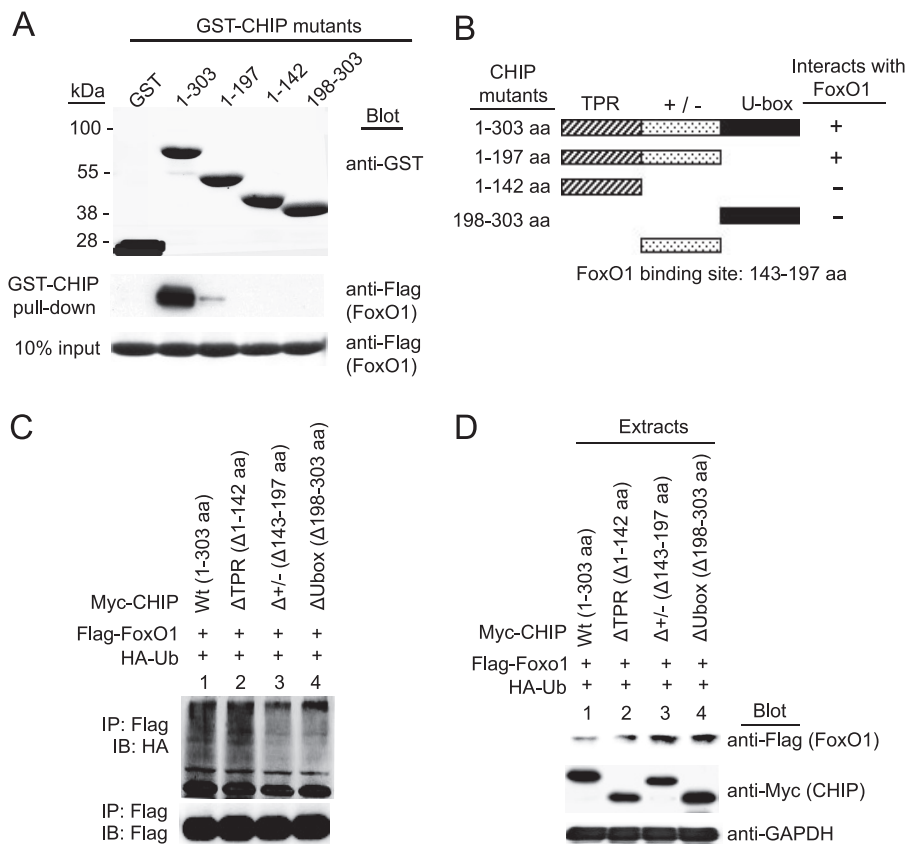 A
GST-CHIP mutants
kDa
GST
1-303
1-197
1-142
198-303
Blot
100 -
55 -
38 -
28 -
anti-GST
GST-CHIP
pull-down
anti-Flag
(FoxO1)
10% input
anti-Flag
(FoxO1)
B
CHIP
mutants
TPR
+ / -
U-box
Interacts with
FoxO1
1-303 aa
+
1-197 aa
+
1-142 aa
-
198-303 aa
-
FoxO1 binding site: 143-197 aa
C
Myc-CHIP
Wt (1-303 aa)
ΔTPR (Δ1-142 aa)
Δ+/- (Δ143-197 aa)
ΔUbox (Δ198-303 aa)
Flag-FoxO1 + + + +
HA-Ub + + + +
1 2 3 4
IP: Flag
IB: HA
IP: Flag
IB: Flag
D
Extracts
Myc-CHIP
Wt (1-303 aa)
ΔTPR (Δ1-142 aa)
Δ+/- (Δ143-197 aa)
ΔUbox (Δ198-303 aa)
Flag-Foxo1 + + + +
HA-Ub + + + +
1 2 3 4
Blot
anti-Flag (FoxO1)
anti-Myc (CHIP)
anti-GAPDH